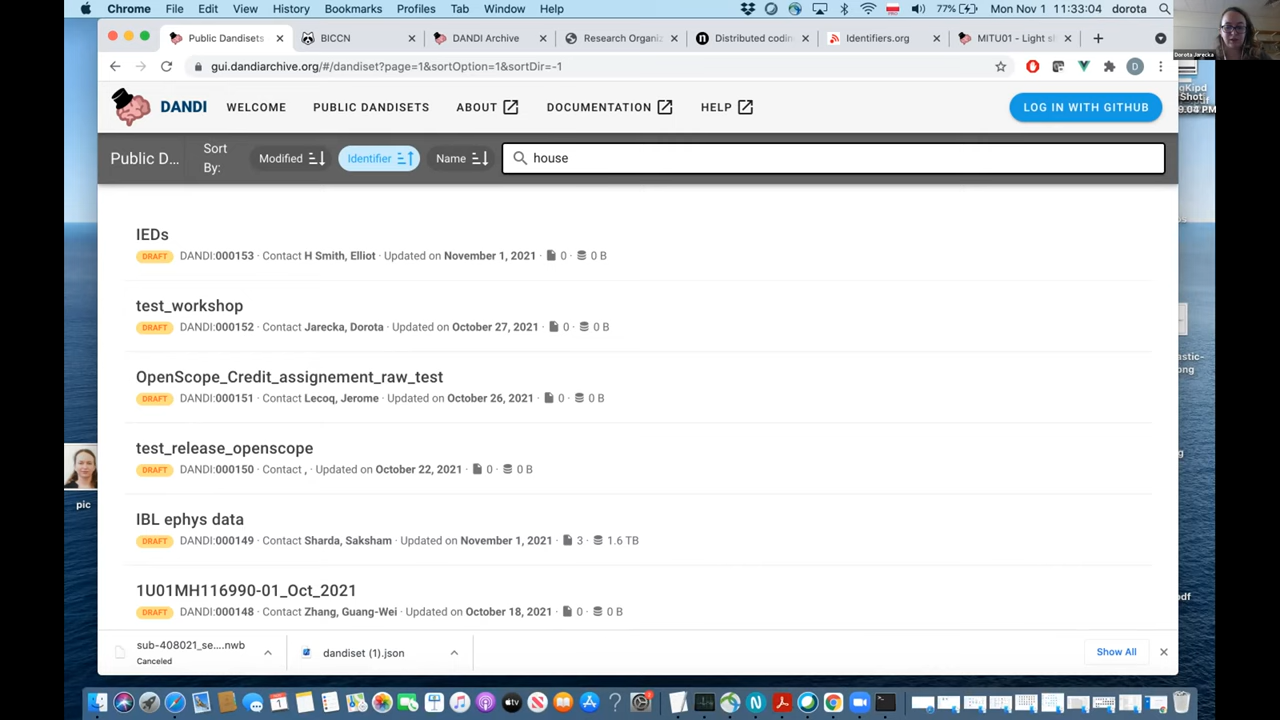 Chrome File Edit View History Bookmarks Profiles Tab Window Help 77% Mon Nov 1 11:33:04 dorota
Public Dandisets BICCN DANDI Archive Research Organiz Distributed codin Identifiers.org MITU01 - Light sl
gui.dandiarchive.org/#/dandiset?page=1&sortOption=1&sortDir=-1
DANDI WELCOME PUBLIC DANDISETS ABOUT DOCUMENTATION HELP LOG IN WITH GITHUB
Public D... Sort By: Modified Identifier Name house
IEDs
DRAFT DANDI:000153 · Contact H Smith, Elliot · Updated on November 1, 2021 · 0 · 0 B
test_workshop
DRAFT DANDI:000152 · Contact Jarecka, Dorota · Updated on October 27, 2021 · 0 · 0 B
OpenScope_Credit_assignement_raw_test
DRAFT DANDI:000151 · Contact Lecoq, Jerome · Updated on October 26, 2021 · 0 · 0 B
test_release_openscope
DRAFT DANDI:000150 · Contact , · Updated on October 22, 2021 · 0 · 0 B
IBL ephys data
DRAFT DANDI:000149 · Contact Sharda, Saksham · Updated on November 1, 2021 · 1.6 TB
1U01MH116990-01_Oct_2021
DRAFT DANDI:000148 · Contact Zhang, Guang-Wei · Updated on October 8, 2021 · 0 · 0 B
sub-408021_se....nwb
Canceled
dandiset (1).json
Show All
pic
Dorota Jarecka